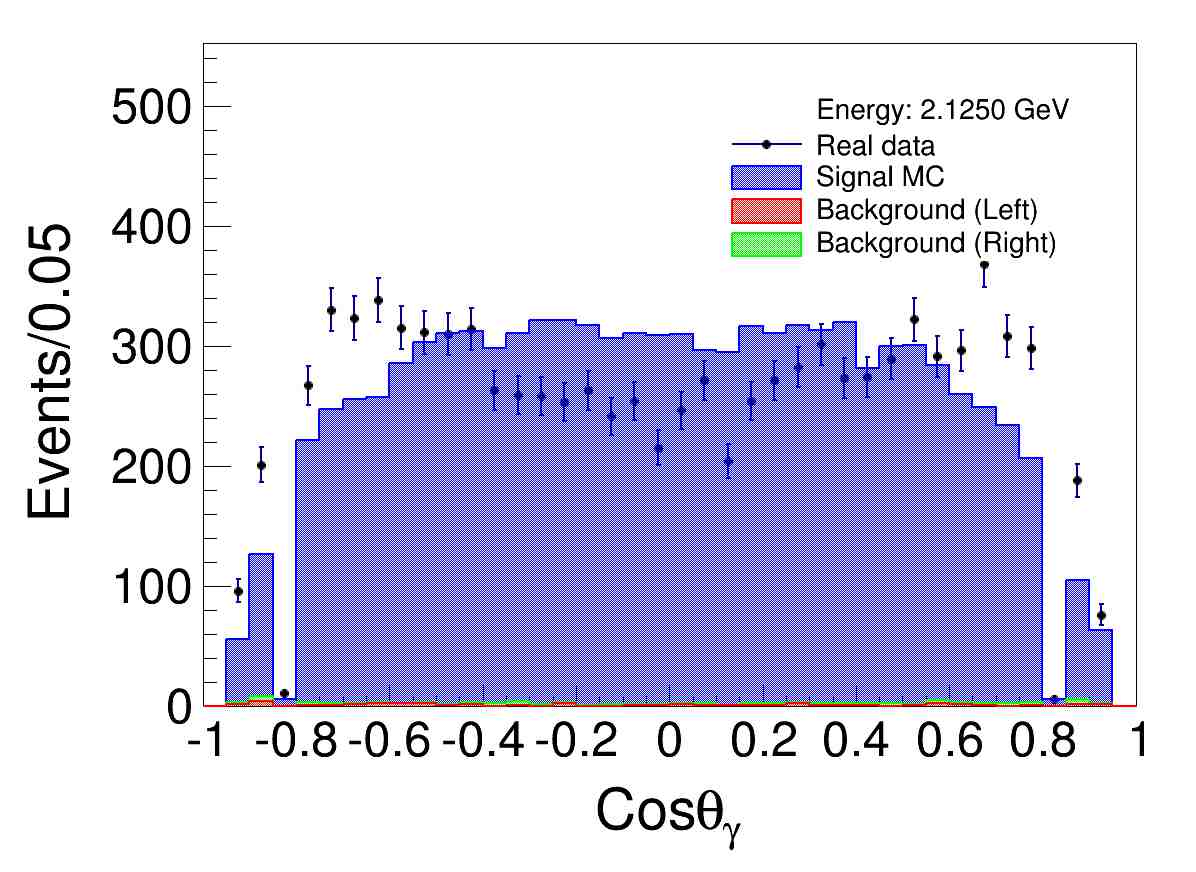 Energy: 2.1250 GeV
Real data
Signal MC
Background (Left)
Background (Right)
Events/0.05
500
400
300
200
100
0
-1 -0.8 -0.6 -0.4 -0.2 0 0.2 0.4 0.6 0.8 1
Cosθγ